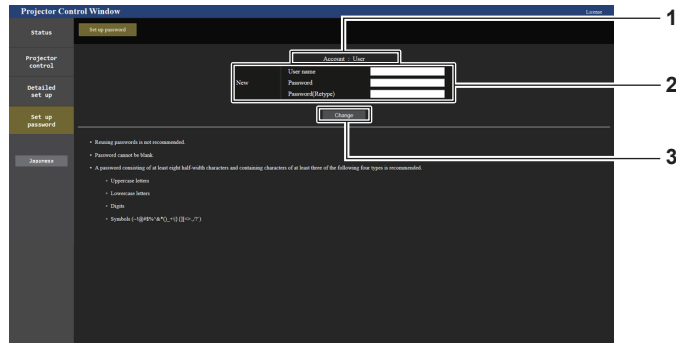 Projector Control Window
License
Status
Set up password
Projector
control
Detailed
set up
Set up
password
Japanese
Account : User
New
User name
Password
Password(Retype)
Change
• Reusing passwords is not recommended.
• Password cannot be blank.
• A password consisting of at least eight half-width characters and containing characters of at least three of the following four types is recommended.
• Uppercase letters
• Lowercase letters
• Digits
• Symbols
1
2
3